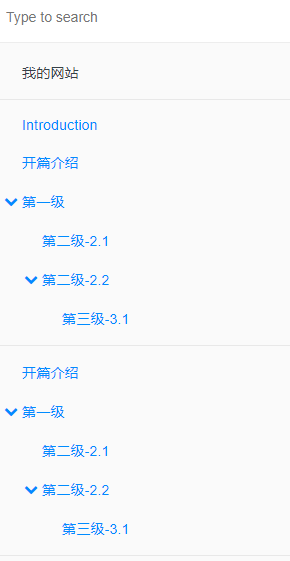 Type to search
我的网站
Introduction
开篇介绍
第一级
第二级-2.1
第二级-2.2
第三级-3.1
开篇介绍
第一级
第二级-2.1
第二级-2.2
第三级-3.1